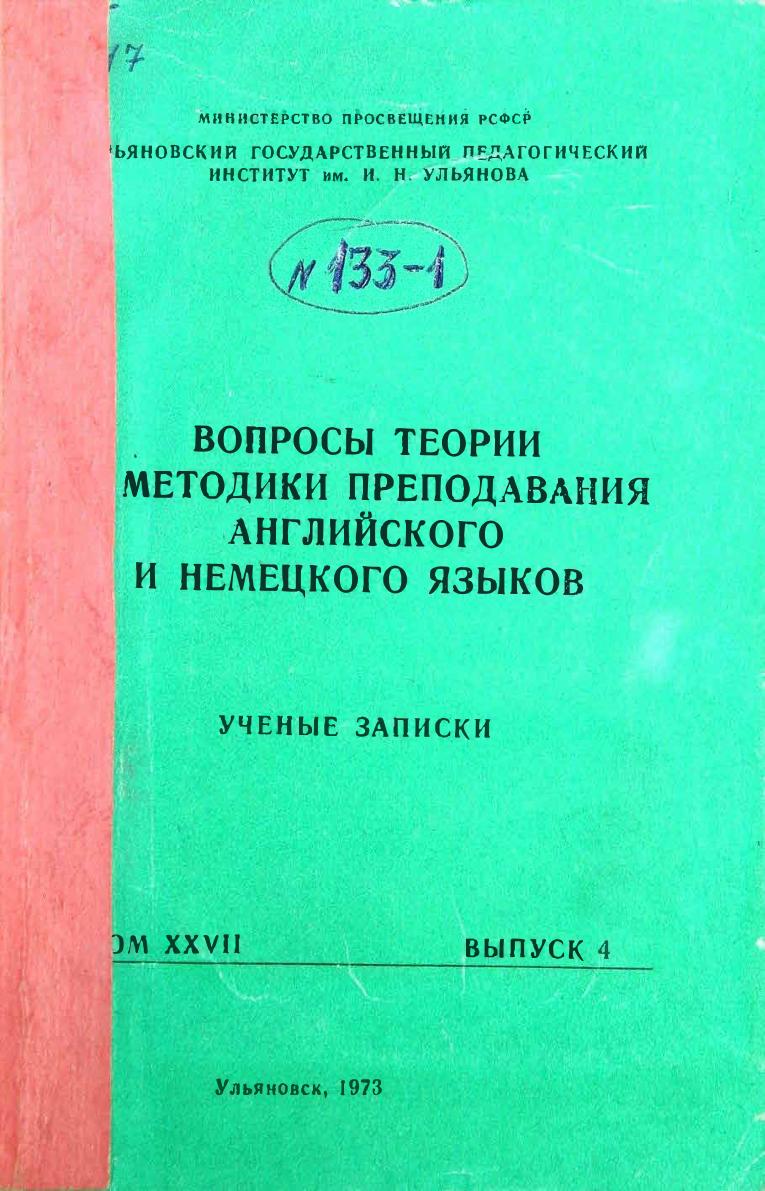 17
МИНИСТЕРСТВО ПРОСВЕЩЕНИЯ РСФСР
ЬЯНОВСКИЙ ГОСУДАРСТВЕННЫЙ ПЕДАГОГИЧЕСКИЙ
ИНСТИТУТ им. И. Н. УЛЬЯНОВА
N 133-1
ВОПРОСЫ ТЕОРИИ
МЕТОДИКИ ПРЕПОДАВАНИЯ
АНГЛИЙСКОГО
И НЕМЕЦКОГО ЯЗЫКОВ
УЧЕНЫЕ ЗАПИСКИ
ОМ XXVII ВЫПУСК 4
Ульяновск, 1973